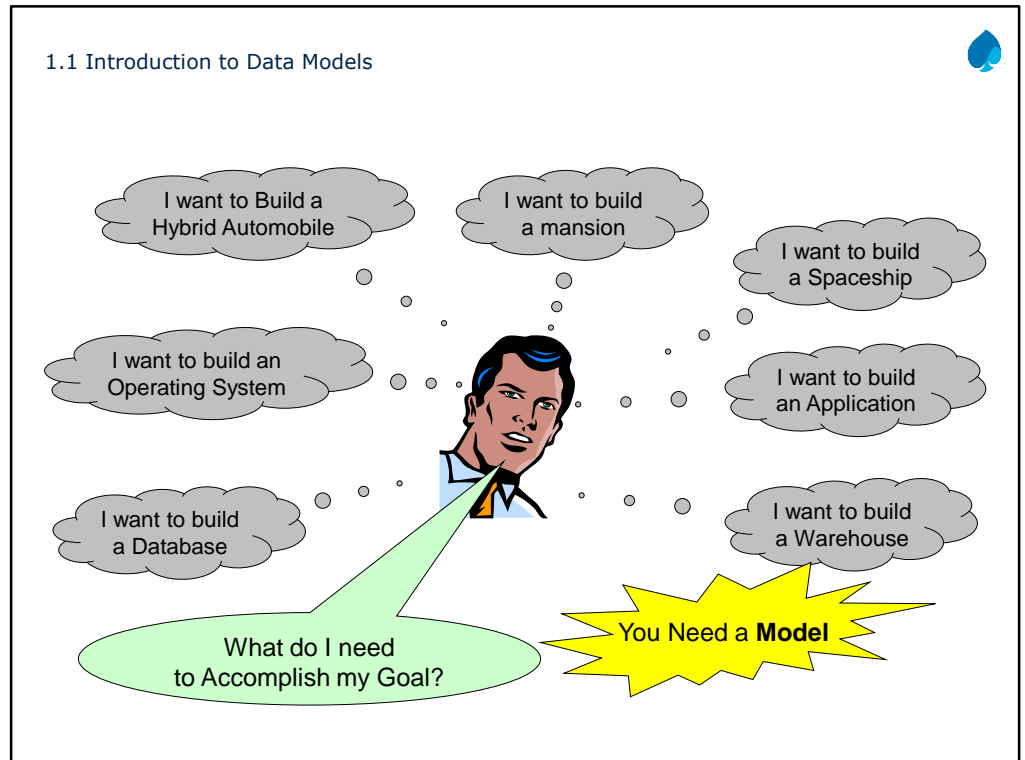 1.1 Introduction to Data Models
I want to Build a
Hybrid Automobile
I want to build
a mansion
I want to build
a Spaceship
I want to build an
Operating System
I want to build
an Application
I want to build
a Database
I want to build
a Warehouse
What do I need
to Accomplish my Goal?
You Need a Model